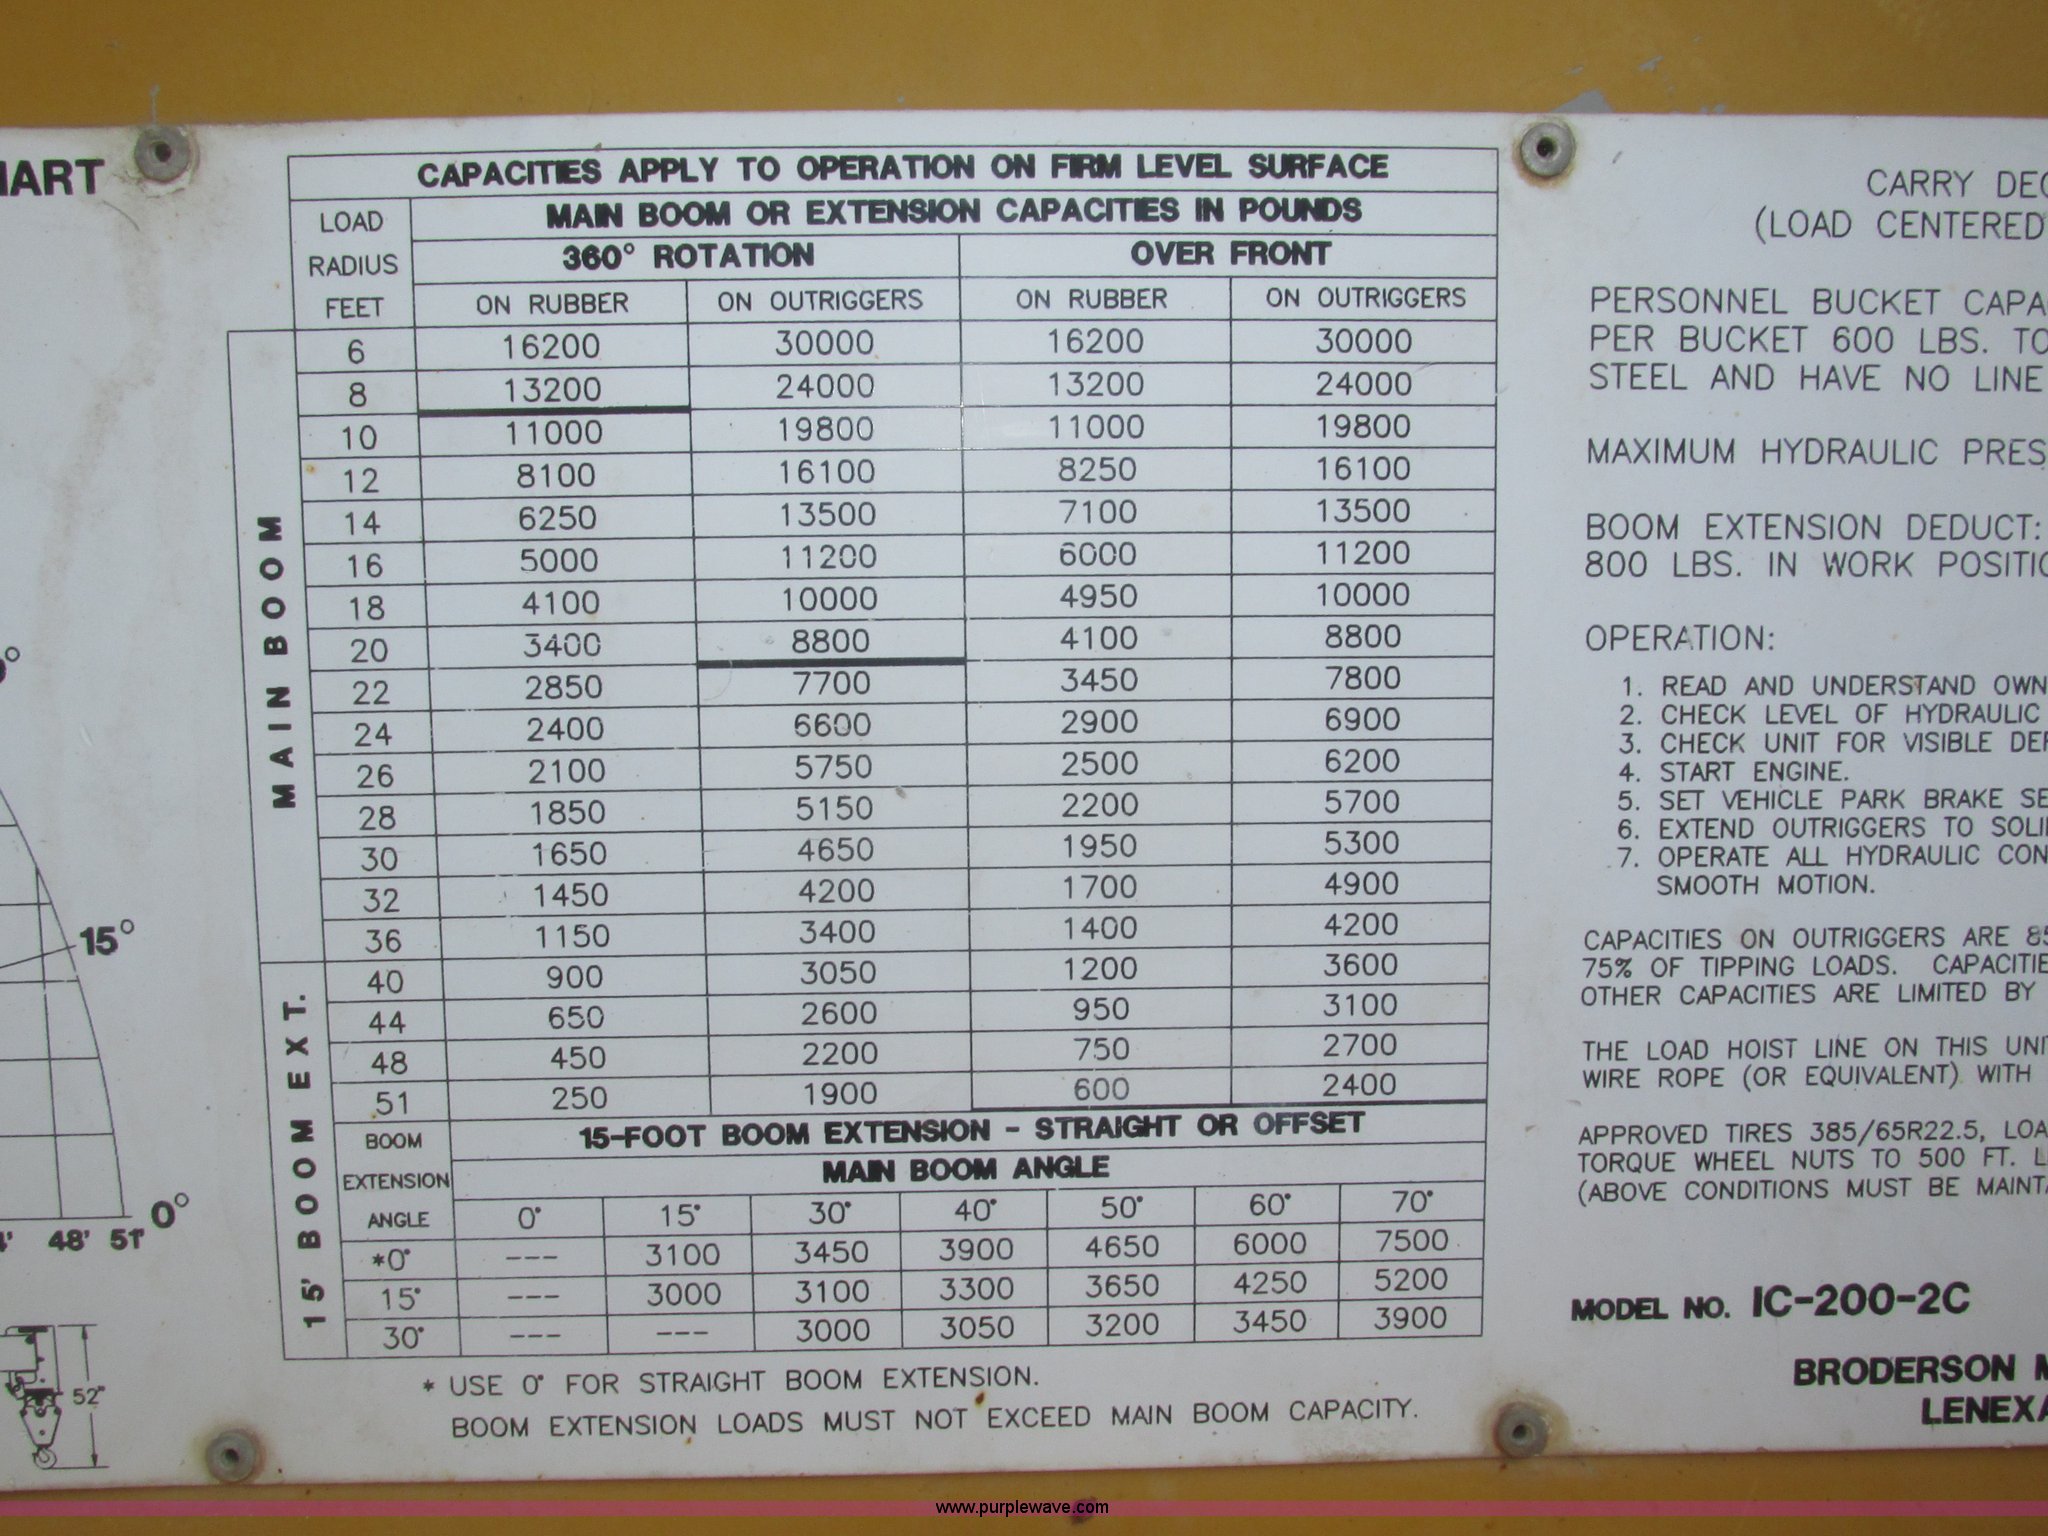 HART
CAPACITIES APPLY TO OPERATION ON FIRM LEVEL SURFACE
LOAD RADIUS FEET
MAIN BOOM OR EXTENSION CAPACITIES IN POUNDS
360° ROTATION OVER FRONT
ON RUBBER ON OUTRIGGERS ON RUBBER ON OUTRIGGERS
MAIN BOOM
6 16200 30000 16200 30000
8 13200 24000 13200 24000
10 11000 19800 11000 19800
12 8100 16100 8250 16100
14 6250 13500 7100 13500
16 5000 11200 6000 11200
18 4100 10000 4950 10000
20 3400 8800 4100 8800
22 2850 7700 3450 7800
24 2400 6600 2900 6900
26 2100 5750 2500 6200
28 1850 5150 2200 5700
30 1650 4650 1950 5300
32 1450 4200 1700 4900
36 1150 3400 1400 4200
15' BOOM EXT.
40 900 3050 1200 3600
44 650 2600 950 3100
48 450 2200 750 2700
51 250 1900 600 2400
BOOM EXTENSION ANGLE
15-FOOT BOOM EXTENSION - STRAIGHT OR OFFSET
MAIN BOOM ANGLE
0° 15° 30° 40° 50° 60° 70°
*0° --- 3100 3450 3900 4650 6000 7500
15° --- 3000 3100 3300 3650 4250 5200
30° --- --- 3000 3050 3200 3450 3900
* USE 0° FOR STRAIGHT BOOM EXTENSION.
BOOM EXTENSION LOADS MUST NOT EXCEED MAIN BOOM CAPACITY.
15°
0°
48' 51'
52"
CARRY DEC
(LOAD CENTERED
PERSONNEL BUCKET CAPA
PER BUCKET 600 LBS. TO
STEEL AND HAVE NO LINE
MAXIMUM HYDRAULIC PRES
BOOM EXTENSION DEDUCT:
800 LBS. IN WORK POSITIO
OPERATION:
1. READ AND UNDERSTAND OWN
2. CHECK LEVEL OF HYDRAULIC
3. CHECK UNIT FOR VISIBLE DEF
4. START ENGINE.
5. SET VEHICLE PARK BRAKE SE
6. EXTEND OUTRIGGERS TO SOLI
7. OPERATE ALL HYDRAULIC CON
SMOOTH MOTION.
CAPACITIES ON OUTRIGGERS ARE 85
75% OF TIPPING LOADS. CAPACITIE
OTHER CAPACITIES ARE LIMITED BY
THE LOAD HOIST LINE ON THIS UNI
WIRE ROPE (OR EQUIVALENT) WITH
APPROVED TIRES 385/65R22.5, LOA
TORQUE WHEEL NUTS TO 500 FT. L
(ABOVE CONDITIONS MUST BE MAINTA
MODEL NO. IC-200-2C
BRODERSON M
LENEXA
www.purplewave.com